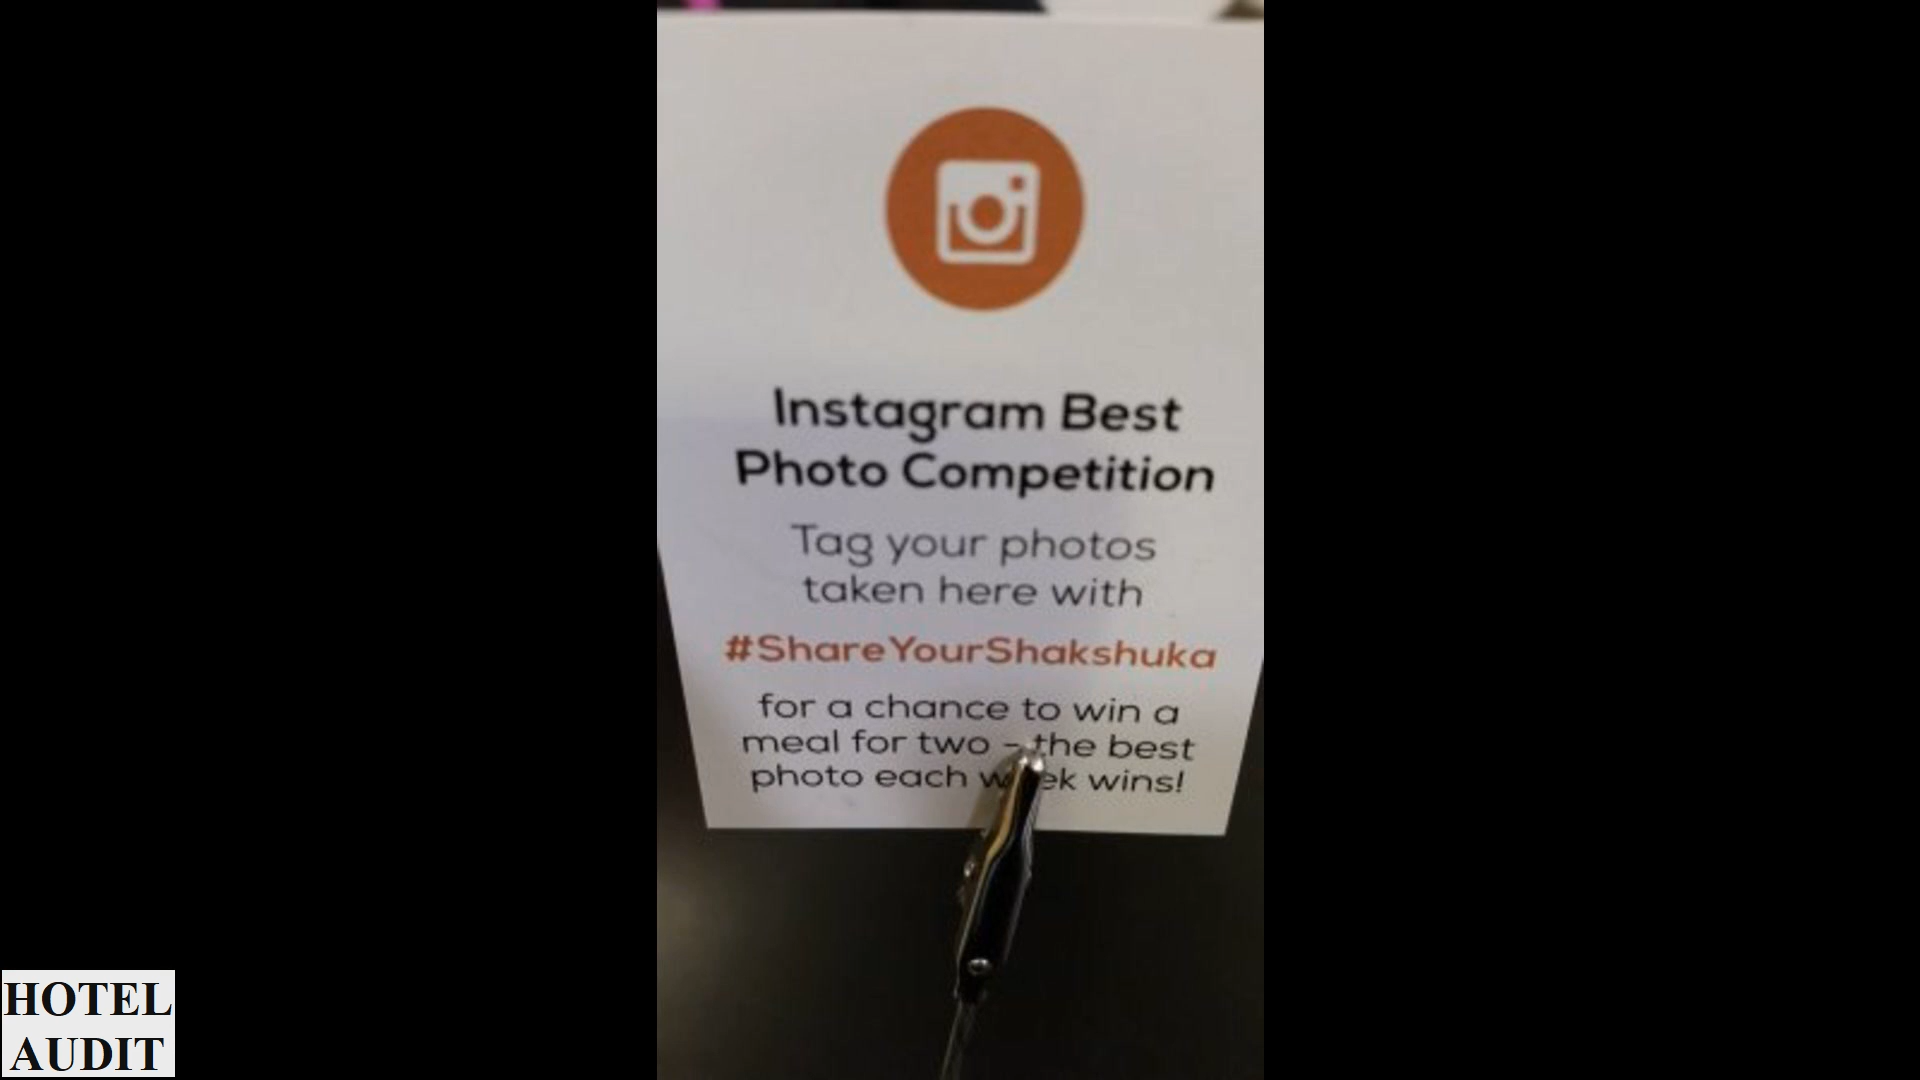 Instagram Best
Photo Competition
Tag your photos
taken here with
#ShareYourShakshuka
for a chance to win a
meal for two - the best
photo each week wins!
HOTEL
AUDIT